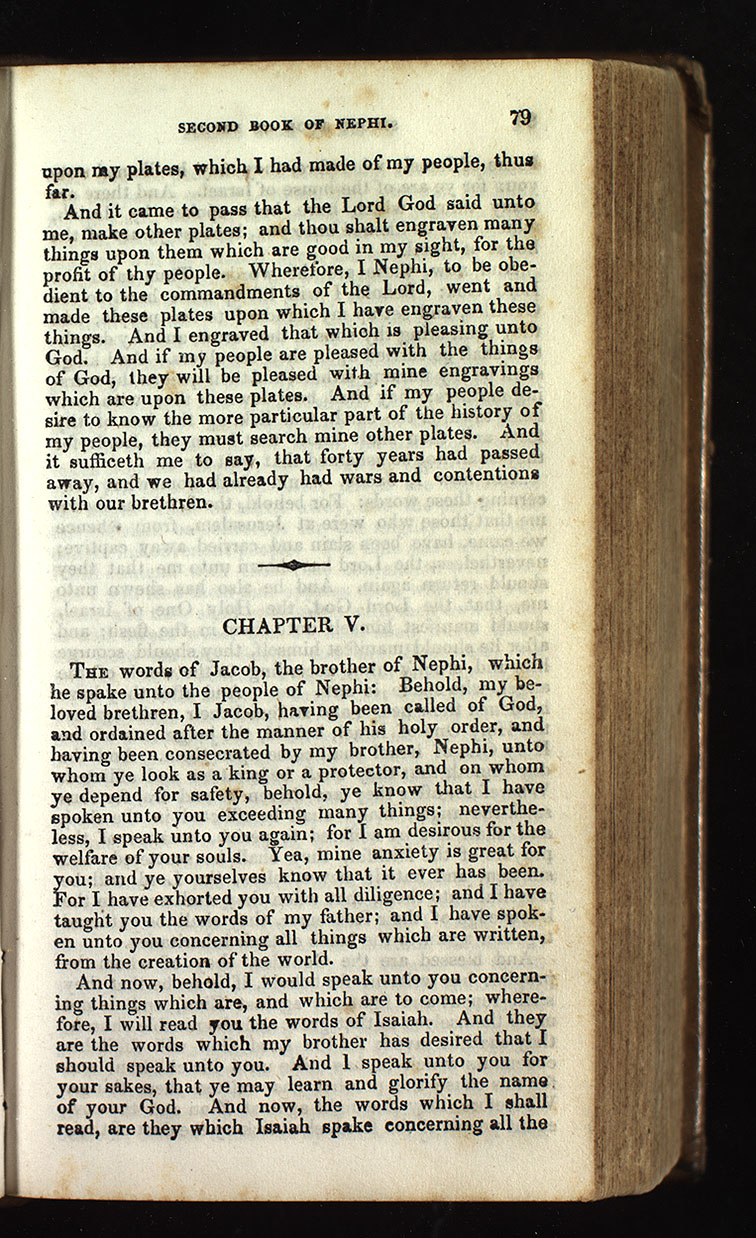 SECOND BOOK OF NEPHI. 79
upon my plates, which I had made of my people, thus
far.
And it came to pass that the Lord God said unto
me, make other plates; and thou shalt engraven many
things upon them which are good in my sight, for the
profit of thy people. Wherefore, I Nephi, to be obe-
dient to the commandments of the Lord, went and
made these plates upon which I have engraven these
things. And I engraved that which is pleasing unto
God. And if my people are pleased with the things
of God, they will be pleased with mine engravings
which are upon these plates. And if my people de-
sire to know the more particular part of the history of
my people, they must search mine other plates. And
it sufficeth me to say, that forty years had passed
away, and we had already had wars and contentions
with our brethren.
CHAPTER V.
THE words of Jacob, the brother of Nephi, which
he spake unto the people of Nephi: Behold, my be-
loved brethren, I Jacob, having been called of God,
and ordained after the manner of his holy order, and
having been consecrated by my brother, Nephi, unto
whom ye look as a king or a protector, and on whom
ye depend for safety, behold, ye know that I have
spoken unto you exceeding many things; neverthe-
less, I speak unto you again; for I am desirous for the
welfare of your souls. Yea, mine anxiety is great for
you; and ye yourselves know that it ever has been.
For I have exhorted you with all diligence; and I have
taught you the words of my father; and I have spok-
en unto you concerning all things which are written,
from the creation of the world.
And now, behold, I would speak unto you concern-
ing things which are, and which are to come; where-
fore, I will read you the words of Isaiah. And they
are the words which my brother has desired that I
should speak unto you. And I speak unto you for
your sakes, that ye may learn and glorify the name
of your God. And now, the words which I shall
read, are they which Isaiah spake concerning all the